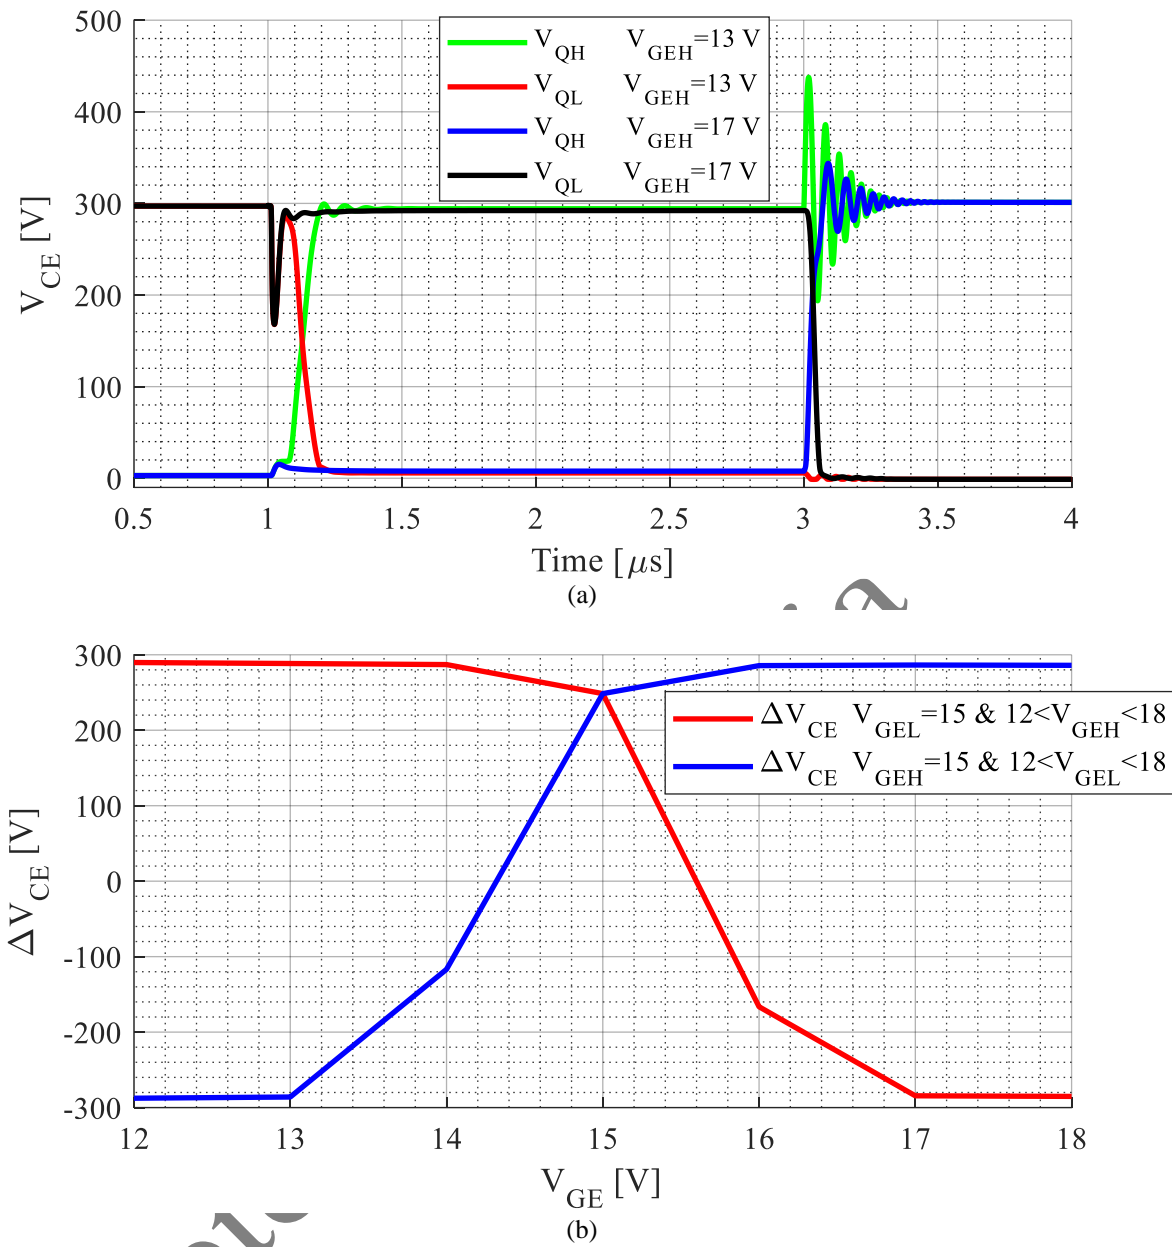 500
400
300
200
100
0
V_CE [V]
V_QH V_GEH=13 V
V_QL V_GEH=13 V
V_QH V_GEH=17 V
V_QL V_GEH=17 V
0.5 1 1.5 2 2.5 3 3.5 4
Time [μs]
(a)
300
200
100
0
-100
-200
-300
ΔV_CE [V]
ΔV_CE V_GEL=15 & 12<V_GEH<18
ΔV_CE V_GEH=15 & 12<V_GEL<18
12 13 14 15 16 17 18
V_GE [V]
(b)